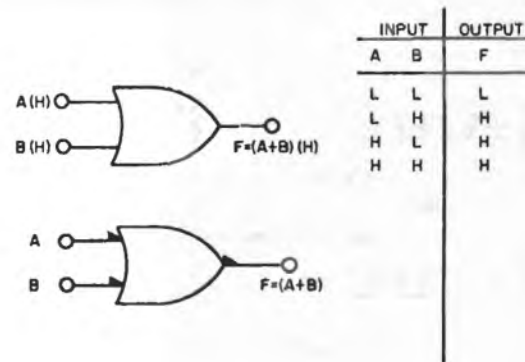 A(H)
B(H)
F=(A+B)(H)
A
B
F=(A+B)
INPUT OUTPUT
A B F
L L L
L H H
H L H
H H H